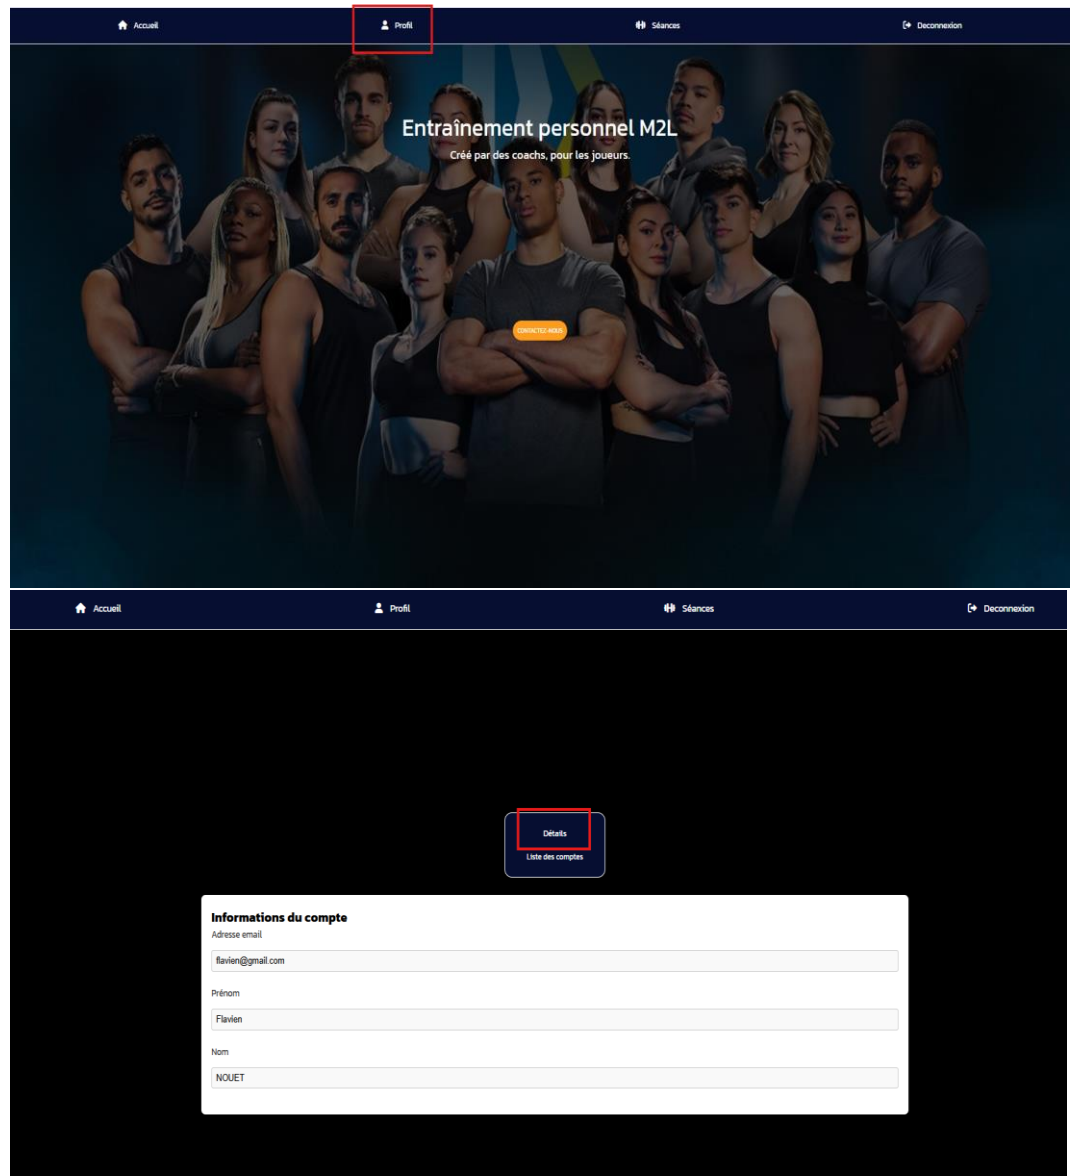 Accueil Profil Séances Deconnexion
Entraînement personnel M2L
Créé par des coachs, pour les joueurs.
CONTACTEZ-NOUS
Accueil Profil Séances Deconnexion
Détails
Liste des comptes
Informations du compte
Adresse email
flavien@gmail.com
Prénom
Flavien
Nom
NOUET